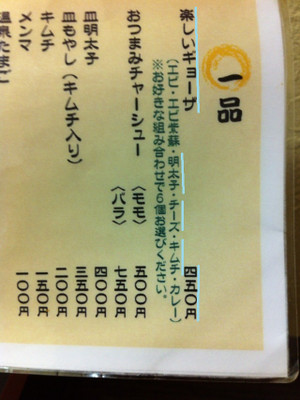 一品
楽しいギョーザ 四五〇円
(エビ・エビ紫蘇・明太子・チーズ・キムチ・カレー)
※お好きな組み合わせで6個お選びください。
おつまみチャーシュー 〈モモ〉 五〇〇円
〈バラ〉 七五〇円
皿明太子 四〇〇円
皿もやし(キムチ入り) 三五〇円
キムチ 二〇〇円
メンマ 一五〇円
温泉たまご 一〇〇円